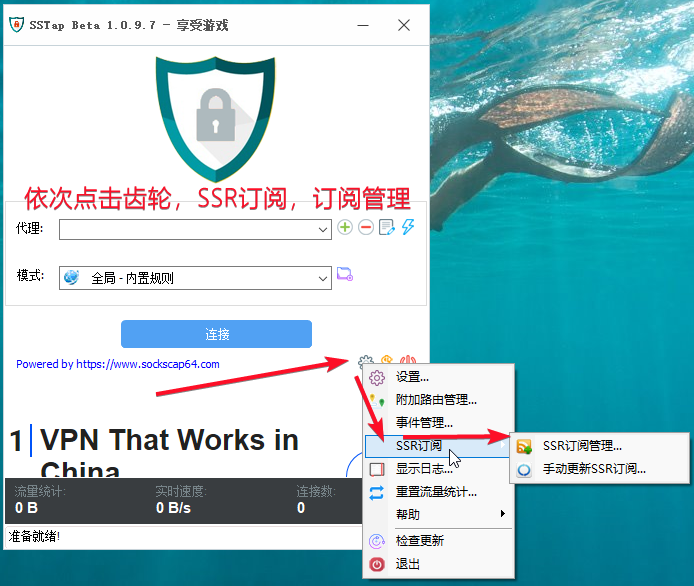 SSTap Beta 1.0.9.7 - 享受游戏
依次点击齿轮，SSR订阅，订阅管理
代理:
模式: 全局 - 内置规则
连接
Powered by https://www.sockscap64.com
1 VPN That Works in
China
流量统计: 实时速度: 连接数:
0 B 0 B/s 0
准备就绪!
设置...
附加路由管理...
事件管理...
SSR订阅
显示日志...
重置流量统计...
帮助
检查更新
退出
SSR订阅管理...
手动更新SSR订阅...